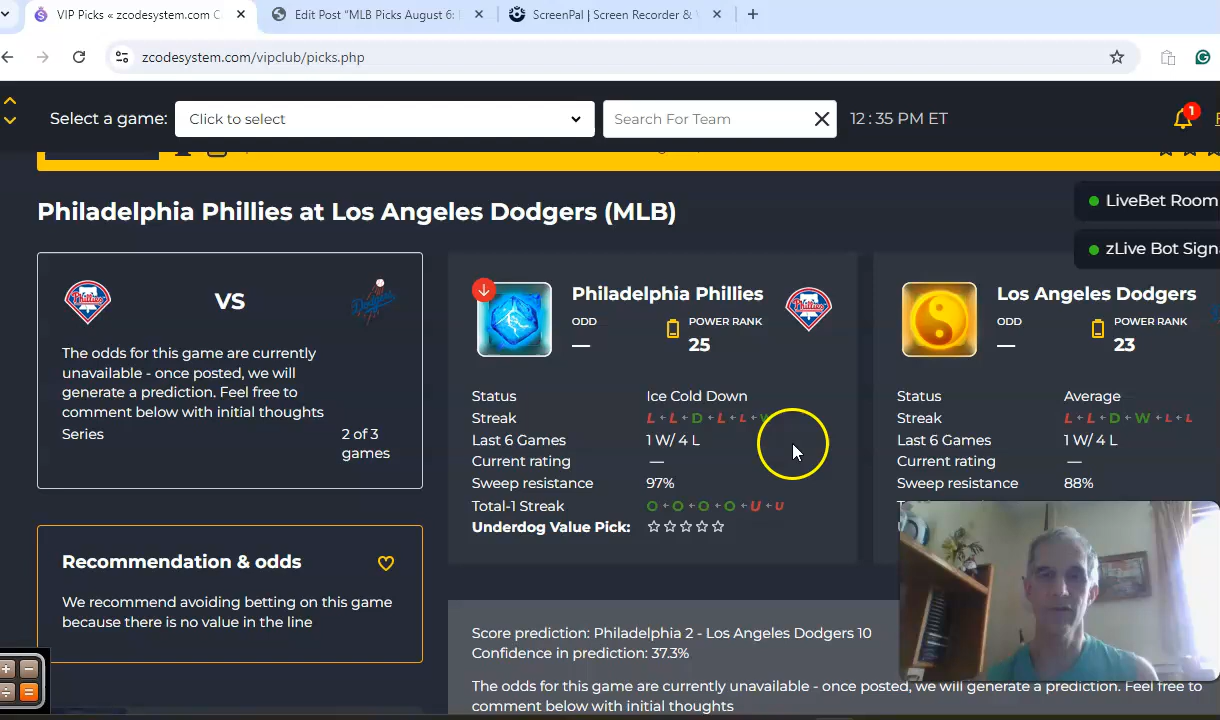 VIP Picks « zcodesystem.com C
Edit Post “MLB Picks August 6:
ScreenPal | Screen Recorder &
zcodesystem.com/vipclub/picks.php
Select a game:
Click to select
Search For Team
12 : 35 PM ET
1
Philadelphia Phillies at Los Angeles Dodgers (MLB)
LiveBet Room
zLive Bot Sign
VS
The odds for this game are currently
unavailable - once posted, we will
generate a prediction. Feel free to
comment below with initial thoughts
Series
2 of 3
games
Recommendation & odds
We recommend avoiding betting on this game
because there is no value in the line
Philadelphia Phillies
ODD
—
POWER RANK
25
Status
Ice Cold Down
Streak
L L D L L
Last 6 Games
1 W/ 4 L
Current rating
—
Sweep resistance
97%
Total-1 Streak
O O O O U U
Underdog Value Pick:
Los Angeles Dodgers
ODD
—
POWER RANK
23
Status
Average
Streak
L L D W L L
Last 6 Games
1 W/ 4 L
Current rating
—
Sweep resistance
88%
Score prediction: Philadelphia 2 - Los Angeles Dodgers 10
Confidence in prediction: 37.3%
The odds for this game are currently unavailable - once posted, we will generate a prediction. Feel free to
comment below with initial thoughts